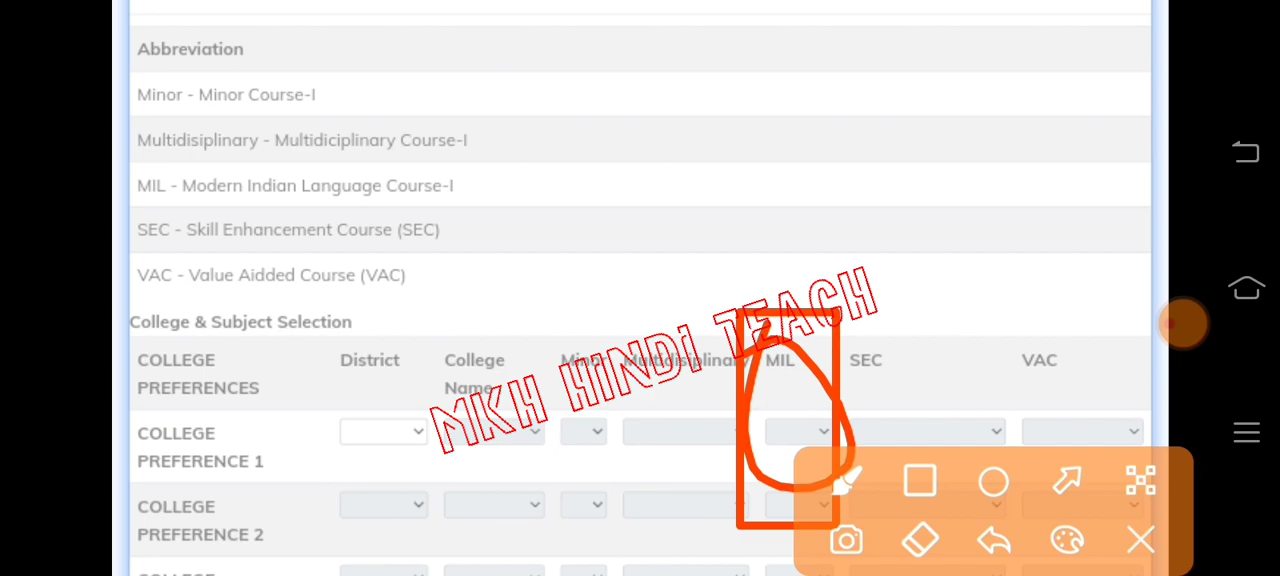 Abbreviation
Minor - Minor Course-I
Multidisiplinary - Multidiciplinary Course-I
MIL - Modern Indian Language Course-I
SEC - Skill Enhancement Course (SEC)
VAC - Value Aidded Course (VAC)
College & Subject Selection
COLLEGE PREFERENCES District College Name Minor Multidisiplinary MIL SEC VAC
MKH HINDi TEACH
COLLEGE
PREFERENCE 1
COLLEGE
PREFERENCE 2